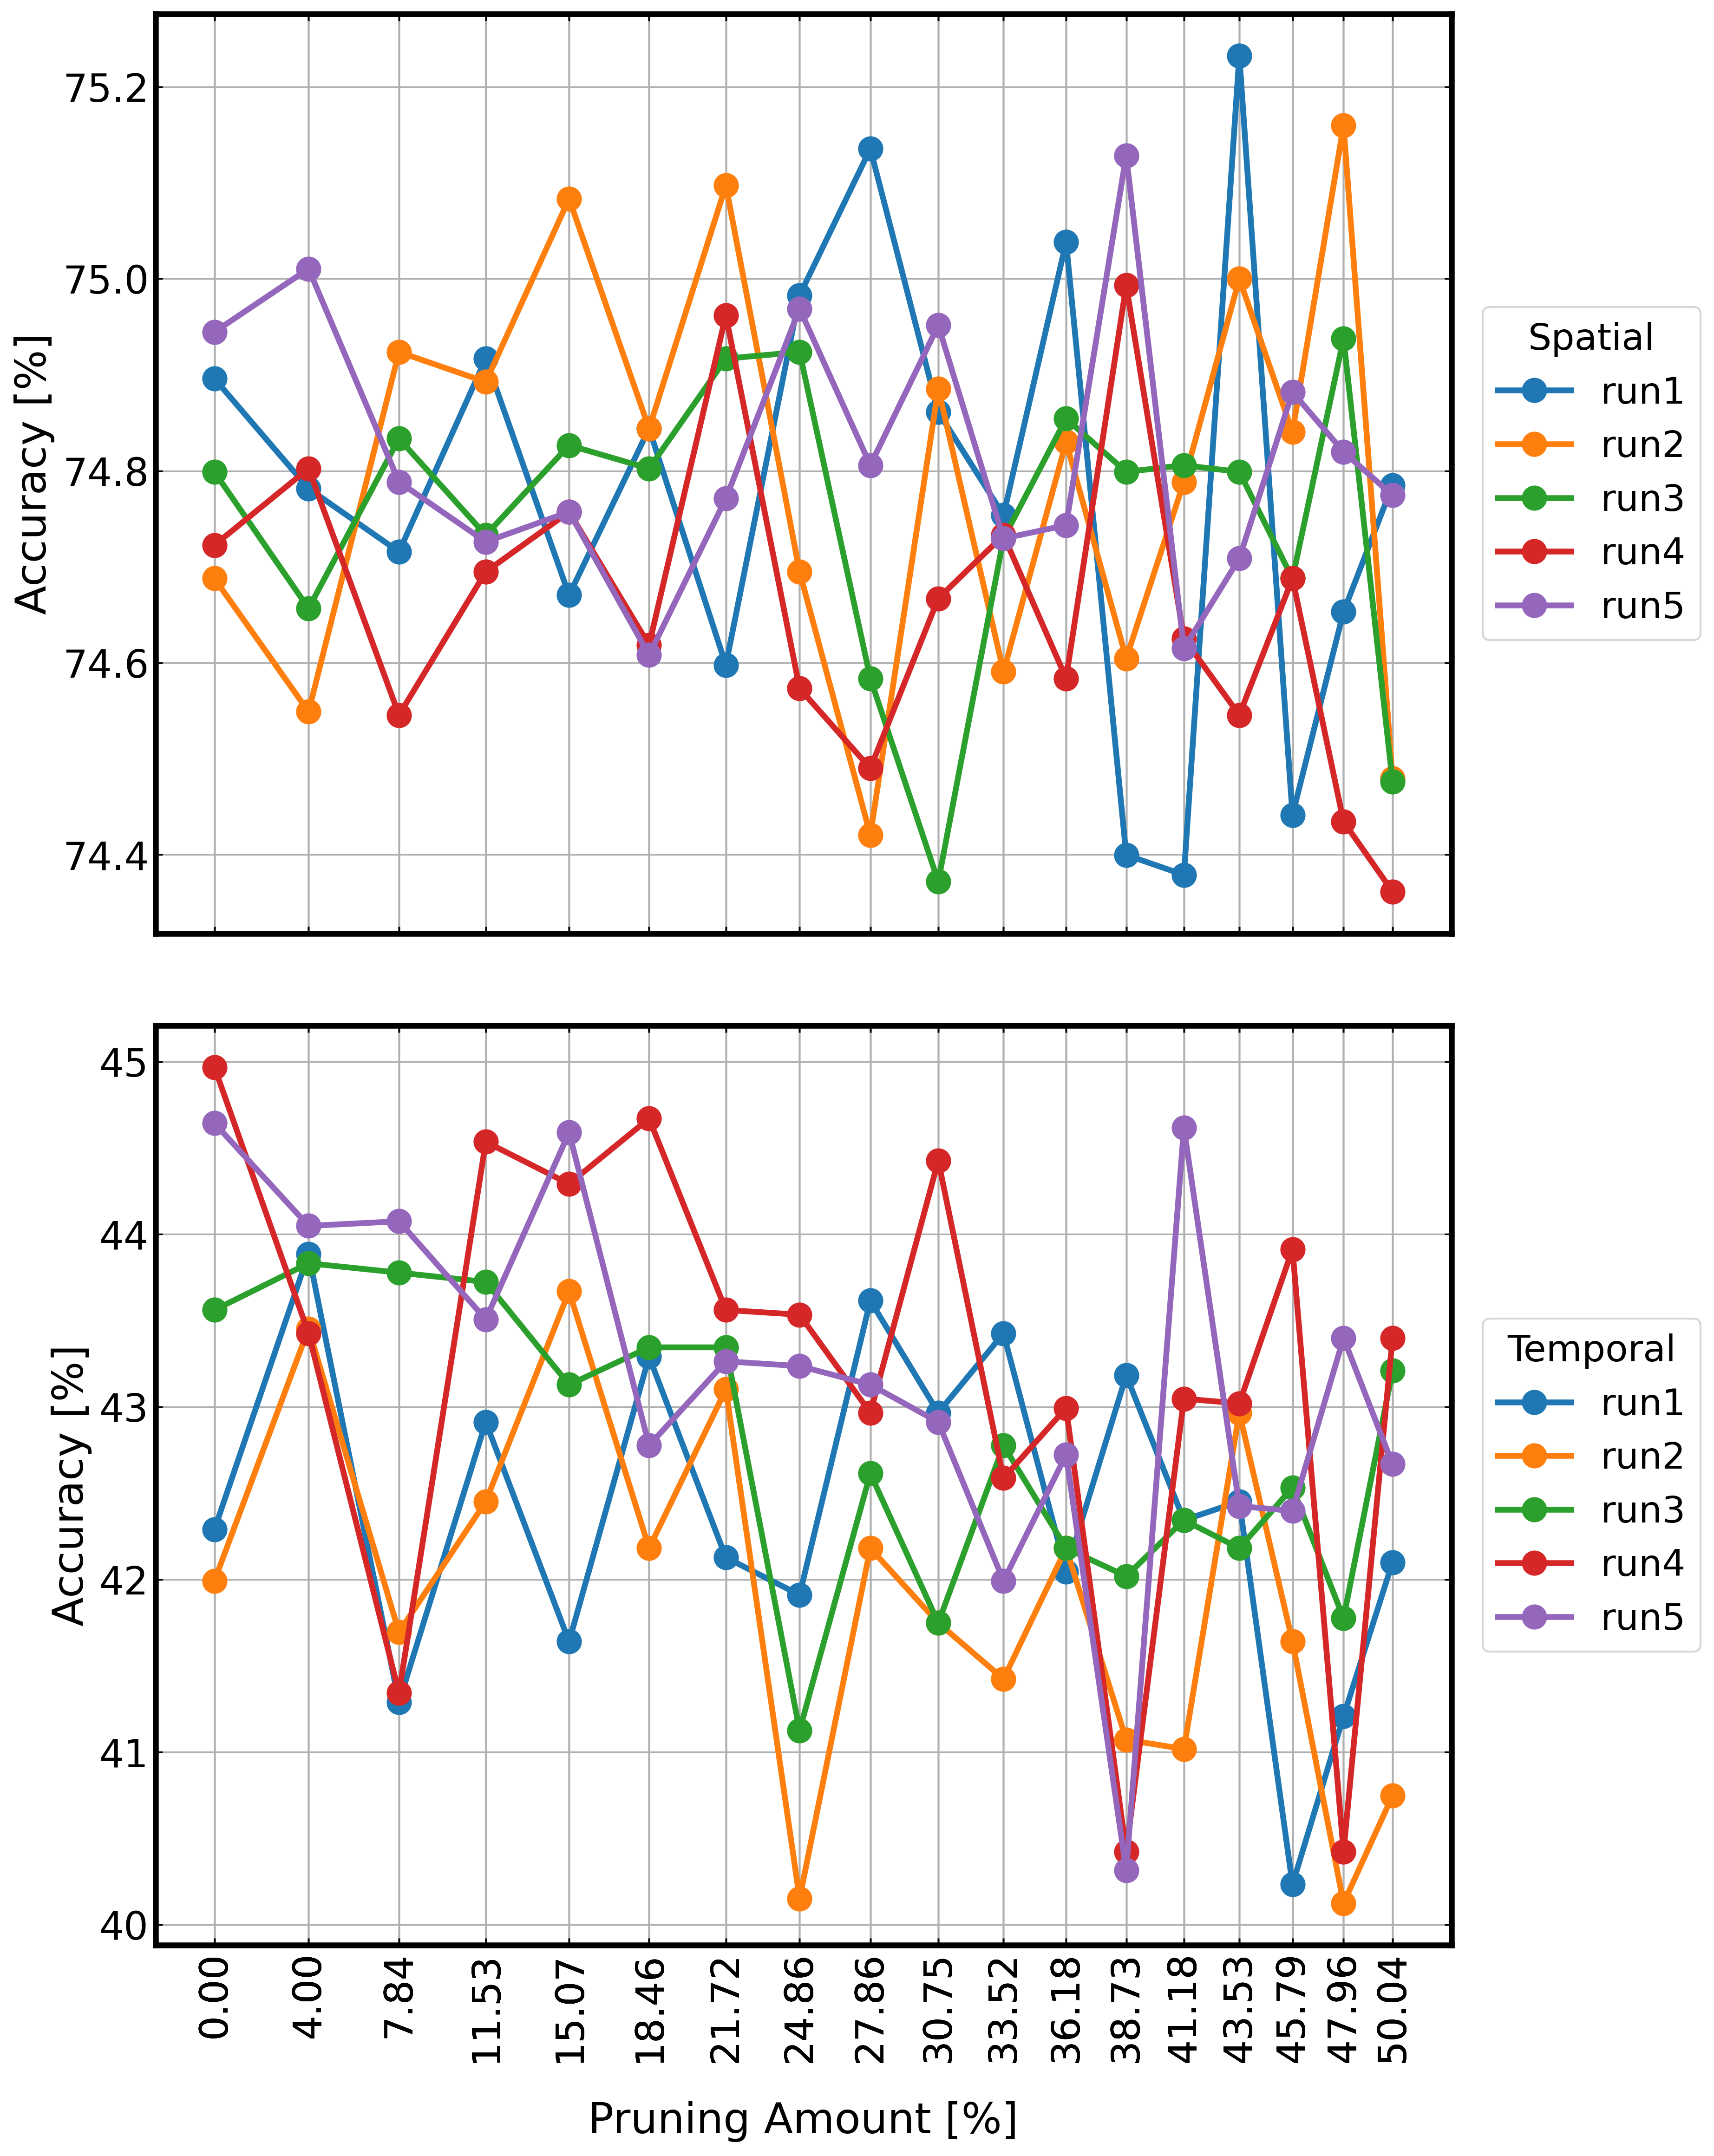 75.2
75.0
74.8
74.6
74.4
Accuracy [%]
Spatial
run1
run2
run3
run4
run5
45
44
43
42
41
40
Accuracy [%]
Temporal
run1
run2
run3
run4
run5
0.00
4.00
7.84
11.53
15.07
18.46
21.72
24.86
27.86
30.75
33.52
36.18
38.73
41.18
43.53
45.79
47.96
50.04
Pruning Amount [%]